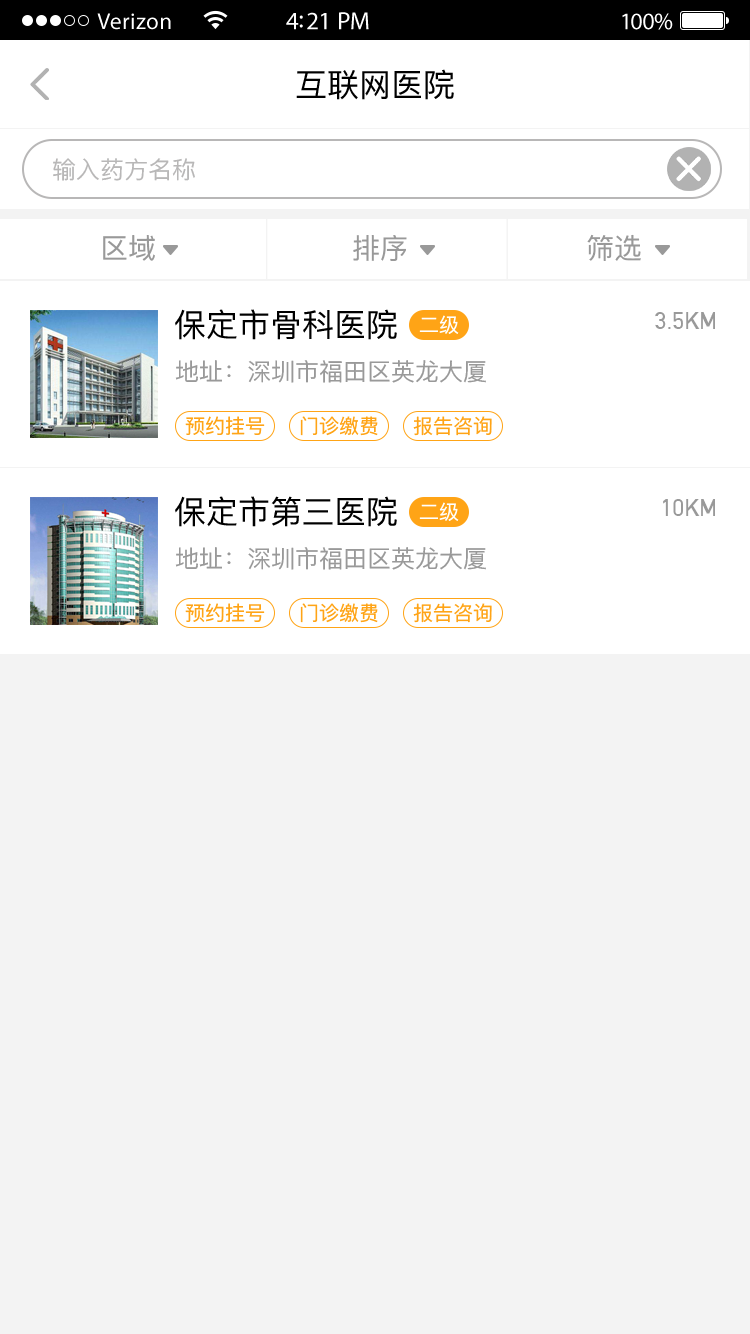 Verizon 4:21 PM 100%
互联网医院
输入药方名称
区域 排序 筛选
保定市骨科医院 二级 3.5KM
地址：深圳市福田区英龙大厦
预约挂号 门诊缴费 报告咨询
保定市第三医院 二级 10KM
地址：深圳市福田区英龙大厦
预约挂号 门诊缴费 报告咨询